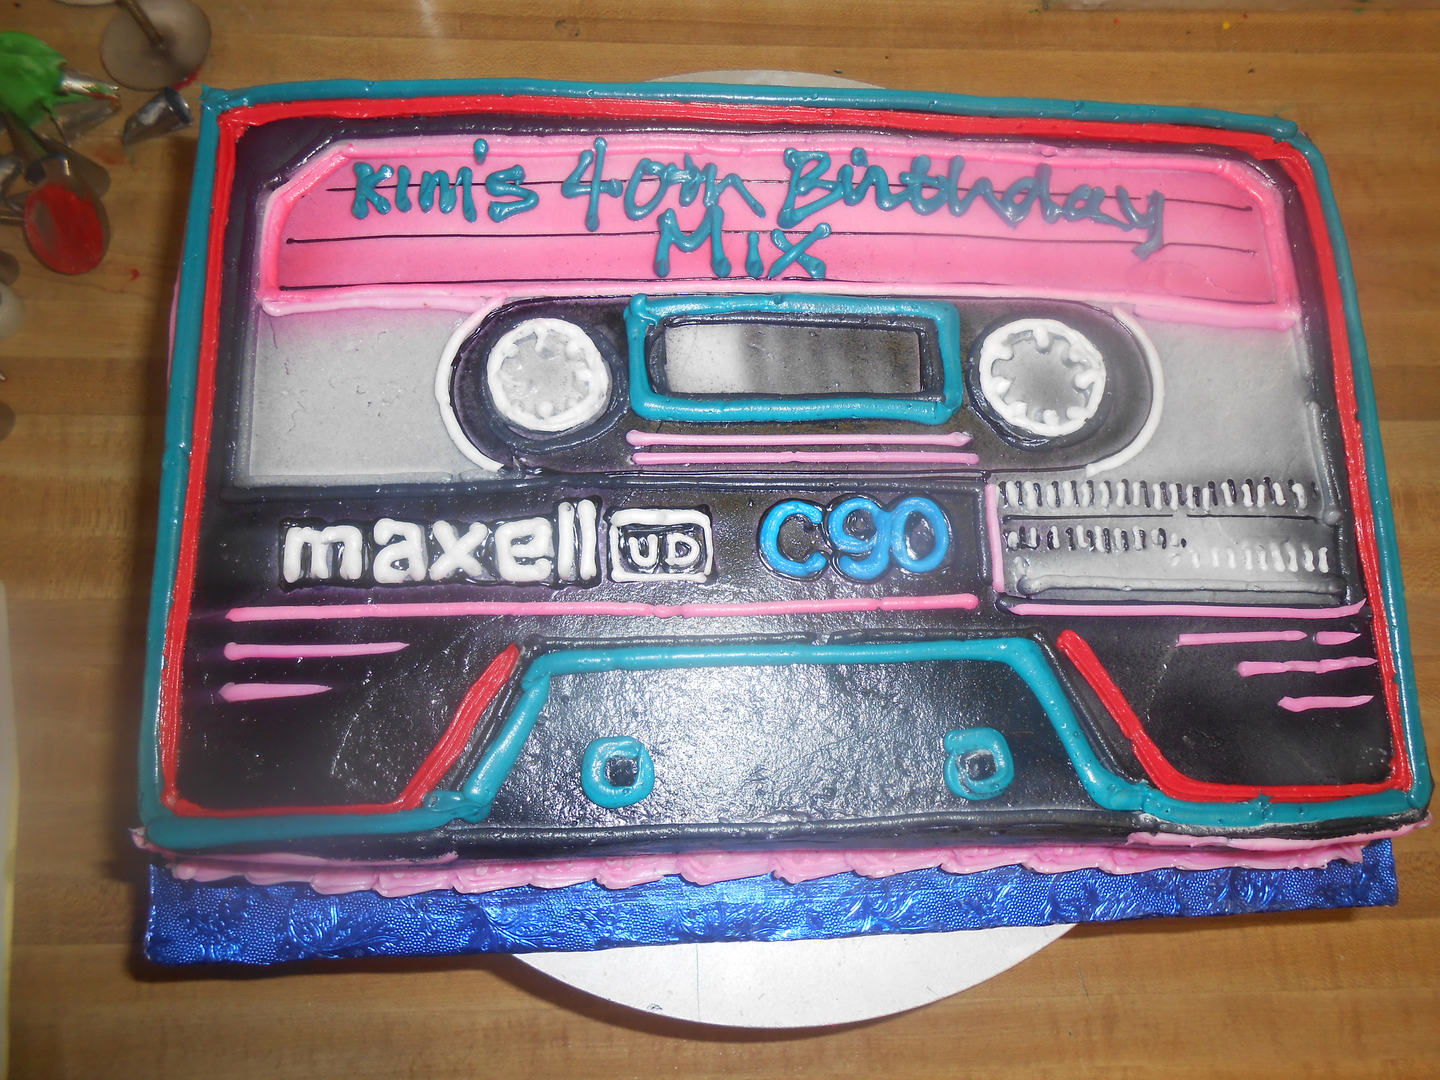 Kim's 40th Birthday
Mix
maxell UD C90